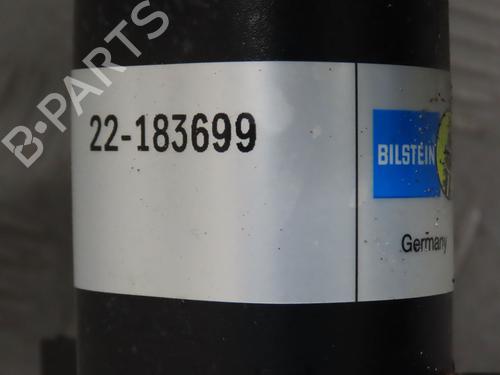 B-PARTS
22-183699
BILSTEIN
Germany